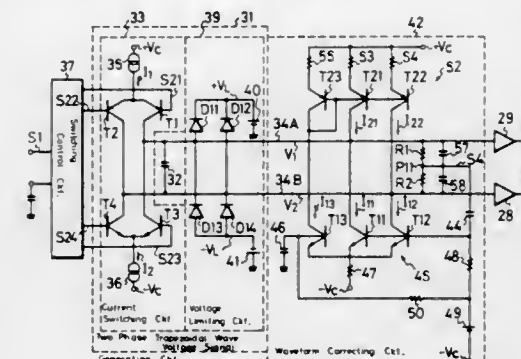 33
39
31
42
37
Switching Control Ckt.
S1
35
-Vc
I1
S21
S22
T2
T1
T4
T3
S24
S23
I2
36
-Vc
32
+VL
D11
D12
40
D13
D14
-VL
41
34A
V1
34B
V2
-Vc
55
S3
S4
S2
T23
T21
T22
I21
I22
R1
P11
R2
57
S4
58
29
28
I13
I11
I12
T13
T11
T12
46
47
-Vc
45
44
48
50
49
-Vc
Current Switching Ckt
Voltage Limiting Ckt.
Two Phase Trapezoidal Wave
Voltage Signal
Waveform Correcting Ckt.